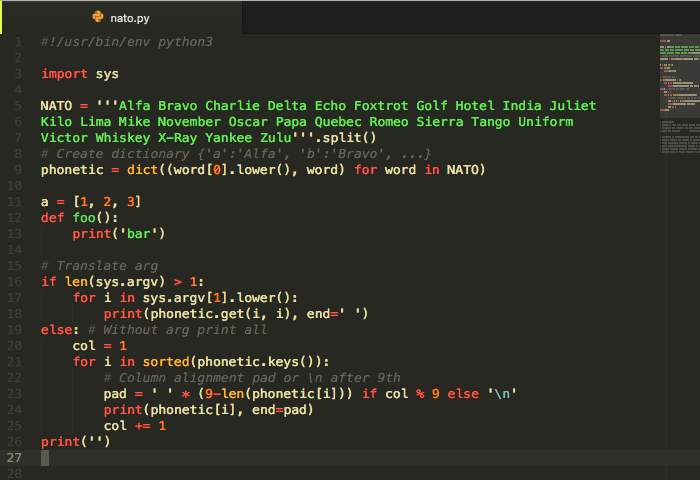 nato.py
1 #!/usr/bin/env python3
2
3 import sys
4
5 NATO = '''Alfa Bravo Charlie Delta Echo Foxtrot Golf Hotel India Juliet
6 Kilo Lima Mike November Oscar Papa Quebec Romeo Sierra Tango Uniform
7 Victor Whiskey X-Ray Yankee Zulu'''.split()
8 # Create dictionary {'a':'Alfa', 'b':'Bravo', ...}
9 phonetic = dict((word[0].lower(), word) for word in NATO)
10
11 a = [1, 2, 3]
12 def foo():
13     print('bar')
14
15 # Translate arg
16 if len(sys.argv) > 1:
17     for i in sys.argv[1].lower():
18         print(phonetic.get(i, i), end=' ')
19 else: # Without arg print all
20     col = 1
21     for i in sorted(phonetic.keys()):
22         # Column alignment pad or \n after 9th
23         pad = ' ' * (9-len(phonetic[i])) if col % 9 else '\n'
24         print(phonetic[i], end=pad)
25         col += 1
26 print('')
27
28